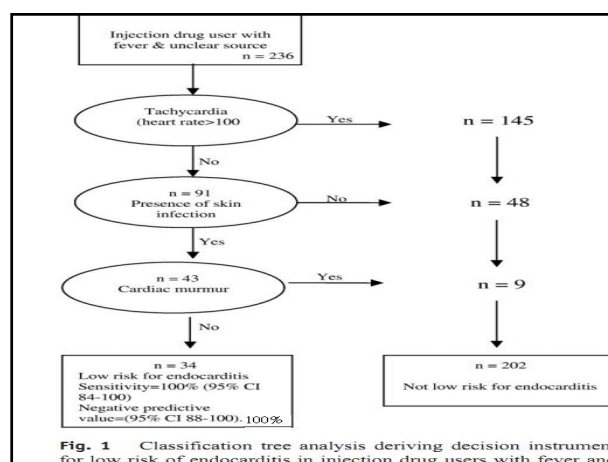 Injection drug user with
fever & unclear source
n = 236
Tachycardia
(heart rate>100
Yes
n = 145
No
n = 91
Presence of skin
infection
No
n = 48
Yes
n = 43
Cardiac murmur
Yes
n = 9
No
n = 34
Low risk for endocarditis
Sensitivity=100% (95% CI
84-100)
Negative predictive
value=(95% CI 88-100). 100%
n = 202
Not low risk for endocarditis
Fig. 1 Classification tree analysis deriving decision instrument
for low risk of endocarditis in injection drug users with fever and